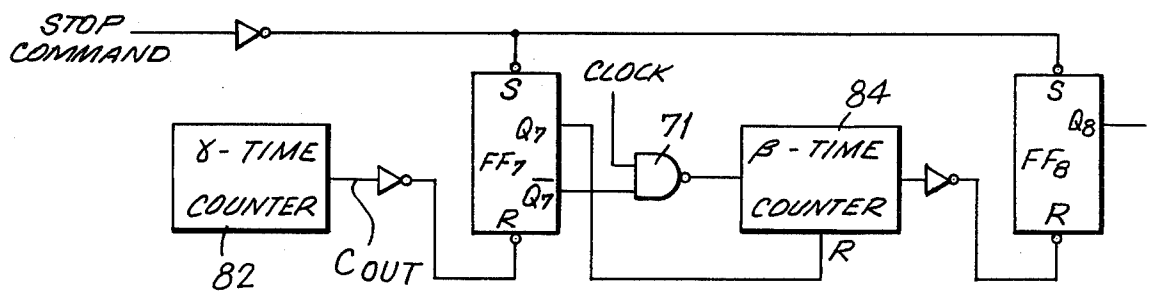 STOP
COMMAND
CLOCK
84
S
S
71
Q7
Q8
γ-TIME
COUNTER
FF7
β-TIME
COUNTER
FF8
Q̅7
R
R
R
COUT
82